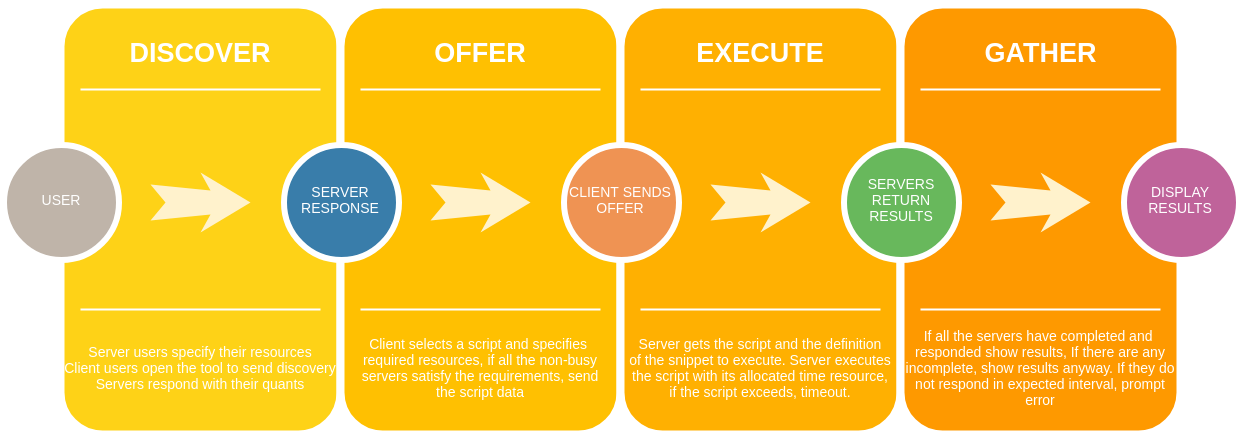 DISCOVER
OFFER
EXECUTE
GATHER
USER
SERVER
RESPONSE
CLIENT SENDS
OFFER
SERVERS
RETURN
RESULTS
DISPLAY
RESULTS
Server users specify their resources
Client users open the tool to send discovery
Servers respond with their quants
Client selects a script and specifies
required resources, if all the non-busy
servers satisfy the requirements, send
the script data
Server gets the script and the definition
of the snippet to execute. Server executes
the script with its allocated time resource,
if the script exceeds, timeout.
If all the servers have completed and
responded show results, If there are any
incomplete, show results anyway. If they do
not respond in expected interval, prompt
error